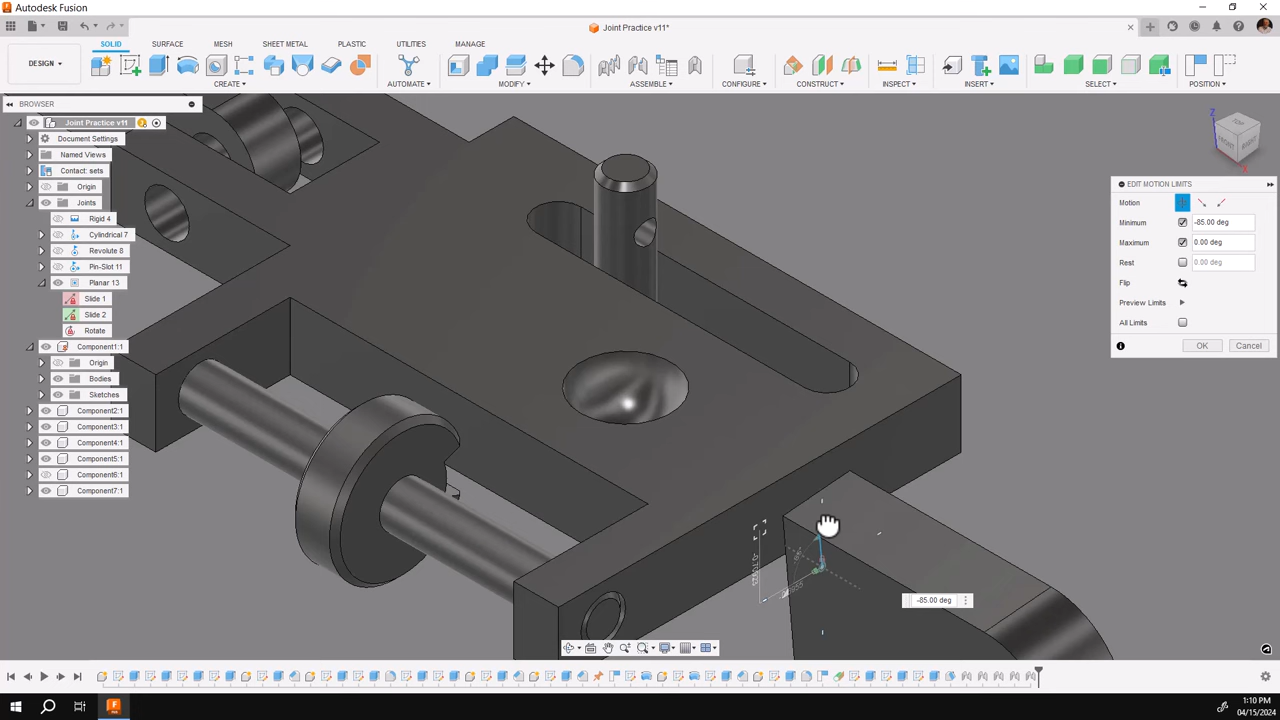 Autodesk Fusion
Joint Practice v11*
DESIGN
SOLID
SURFACE
MESH
SHEET METAL
PLASTIC
UTILITIES
MANAGE
CREATE
AUTOMATE
MODIFY
ASSEMBLE
CONFIGURE
CONSTRUCT
INSPECT
INSERT
SELECT
POSITION
BROWSER
Joint Practice v11
Document Settings
Named Views
Contact: sets
Origin
Joints
Rigid 4
Cylindrical 7
Revolute 8
Pin-Slot 11
Planar 13
Slide 1
Slide 2
Rotate
Component1:1
Origin
Bodies
Sketches
Component2:1
Component3:1
Component4:1
Component5:1
Component6:1
Component7:1
Z
TOP
FRONT
RIGHT
X
EDIT MOTION LIMITS
Motion
Minimum -85.00 deg
Maximum 0.00 deg
Rest 0.00 deg
Flip
Preview Limits
All Limits
OK Cancel
-85.00 deg
1:10 PM
04/15/2024